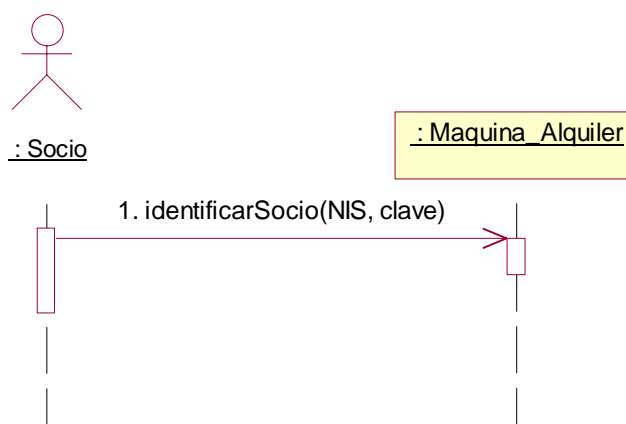 : Socio
: Maquina_Alquiler
1. identificarSocio(NIS, clave)